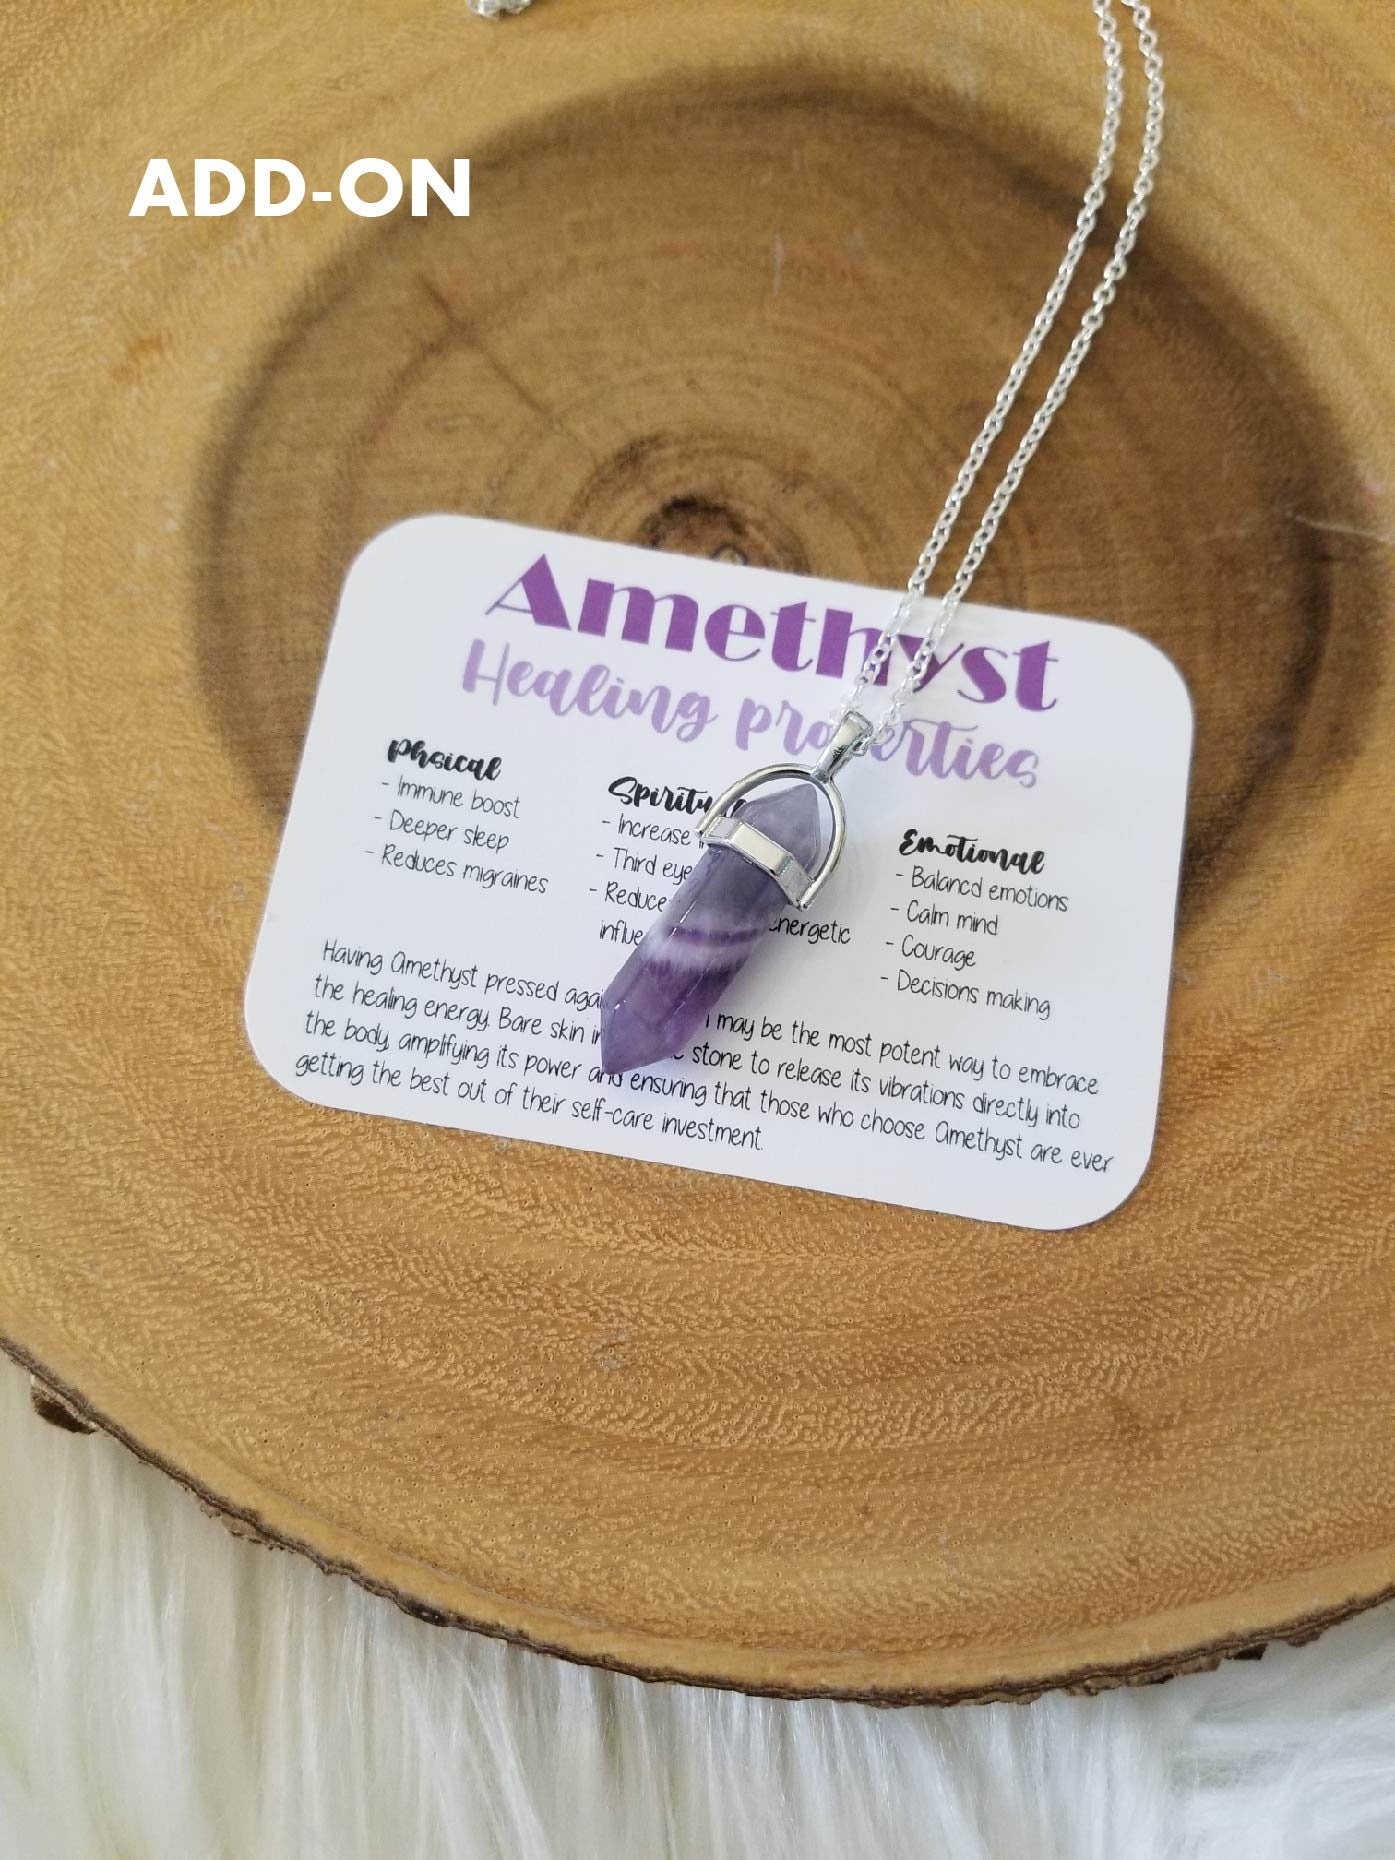 ADD-ON
Amethyst
Healing properties
Phsical
- Immune boost
- Deeper sleep
- Reduces migraines
- Increase
- Third eye
- Reduce
energetic
Emotional
- Balancd emotions
- Calm mind
- Courage
- Decisions making
Having Amethyst pressed may be the most potent way to embrace
the healing energy. Bare skin stone to release its vibrations directly into
the body, amplifying its power and ensuring that those who choose Amethyst are ever
getting the best out of their self-care investment.